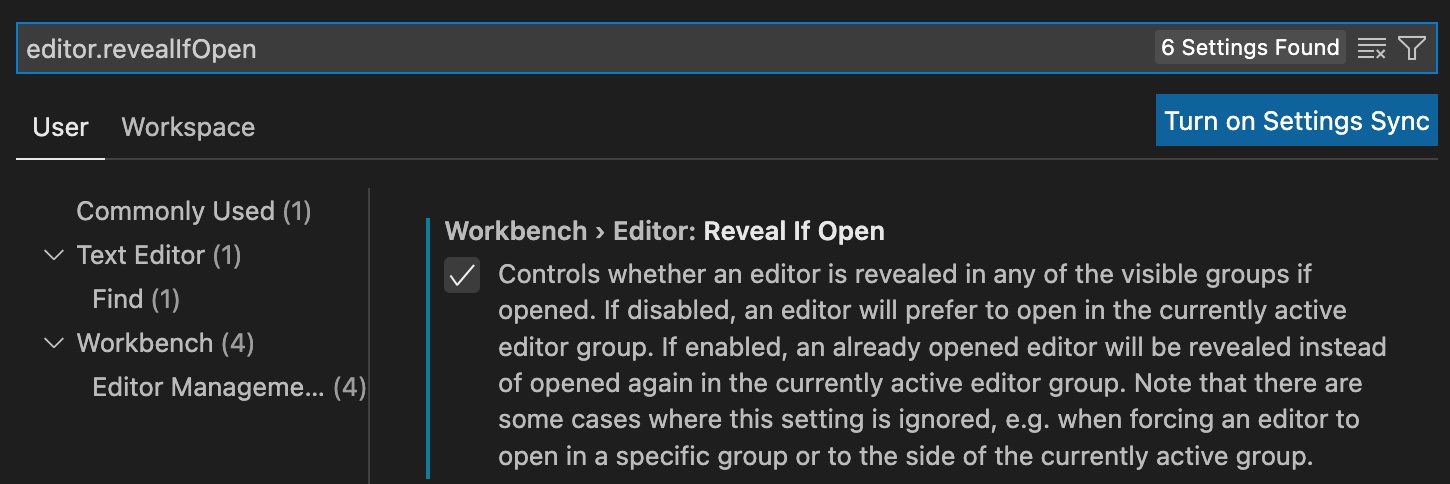 editor.revealIfOpen
6 Settings Found
User Workspace
Turn on Settings Sync
Commonly Used (1)
Text Editor (1)
Find (1)
Workbench (4)
Editor Manageme... (4)
Workbench › Editor: Reveal If Open
Controls whether an editor is revealed in any of the visible groups if
opened. If disabled, an editor will prefer to open in the currently active
editor group. If enabled, an already opened editor will be revealed instead
of opened again in the currently active editor group. Note that there are
some cases where this setting is ignored, e.g. when forcing an editor to
open in a specific group or to the side of the currently active group.